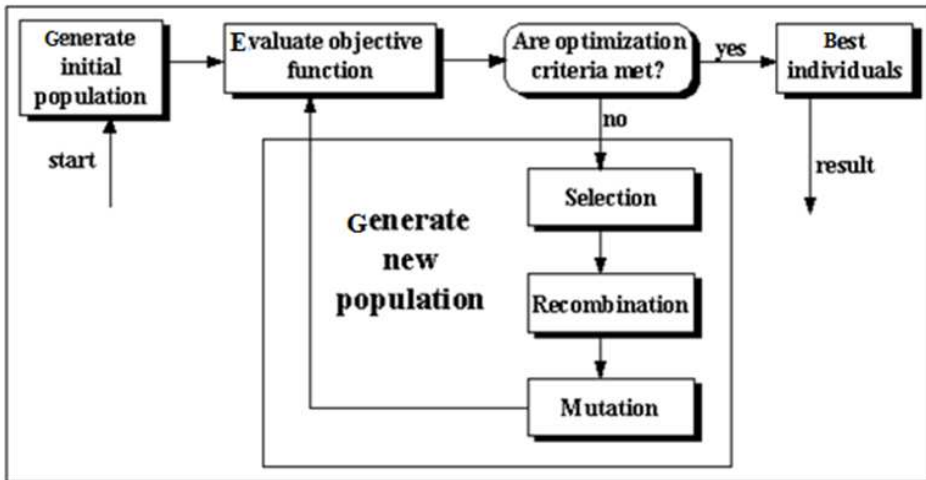 Generate
initial
population
Evaluate objective
function
Are optimization
criteria met?
yes
Best
individuals
start
no
result
Selection
Generate
new
population
Recombination
Mutation